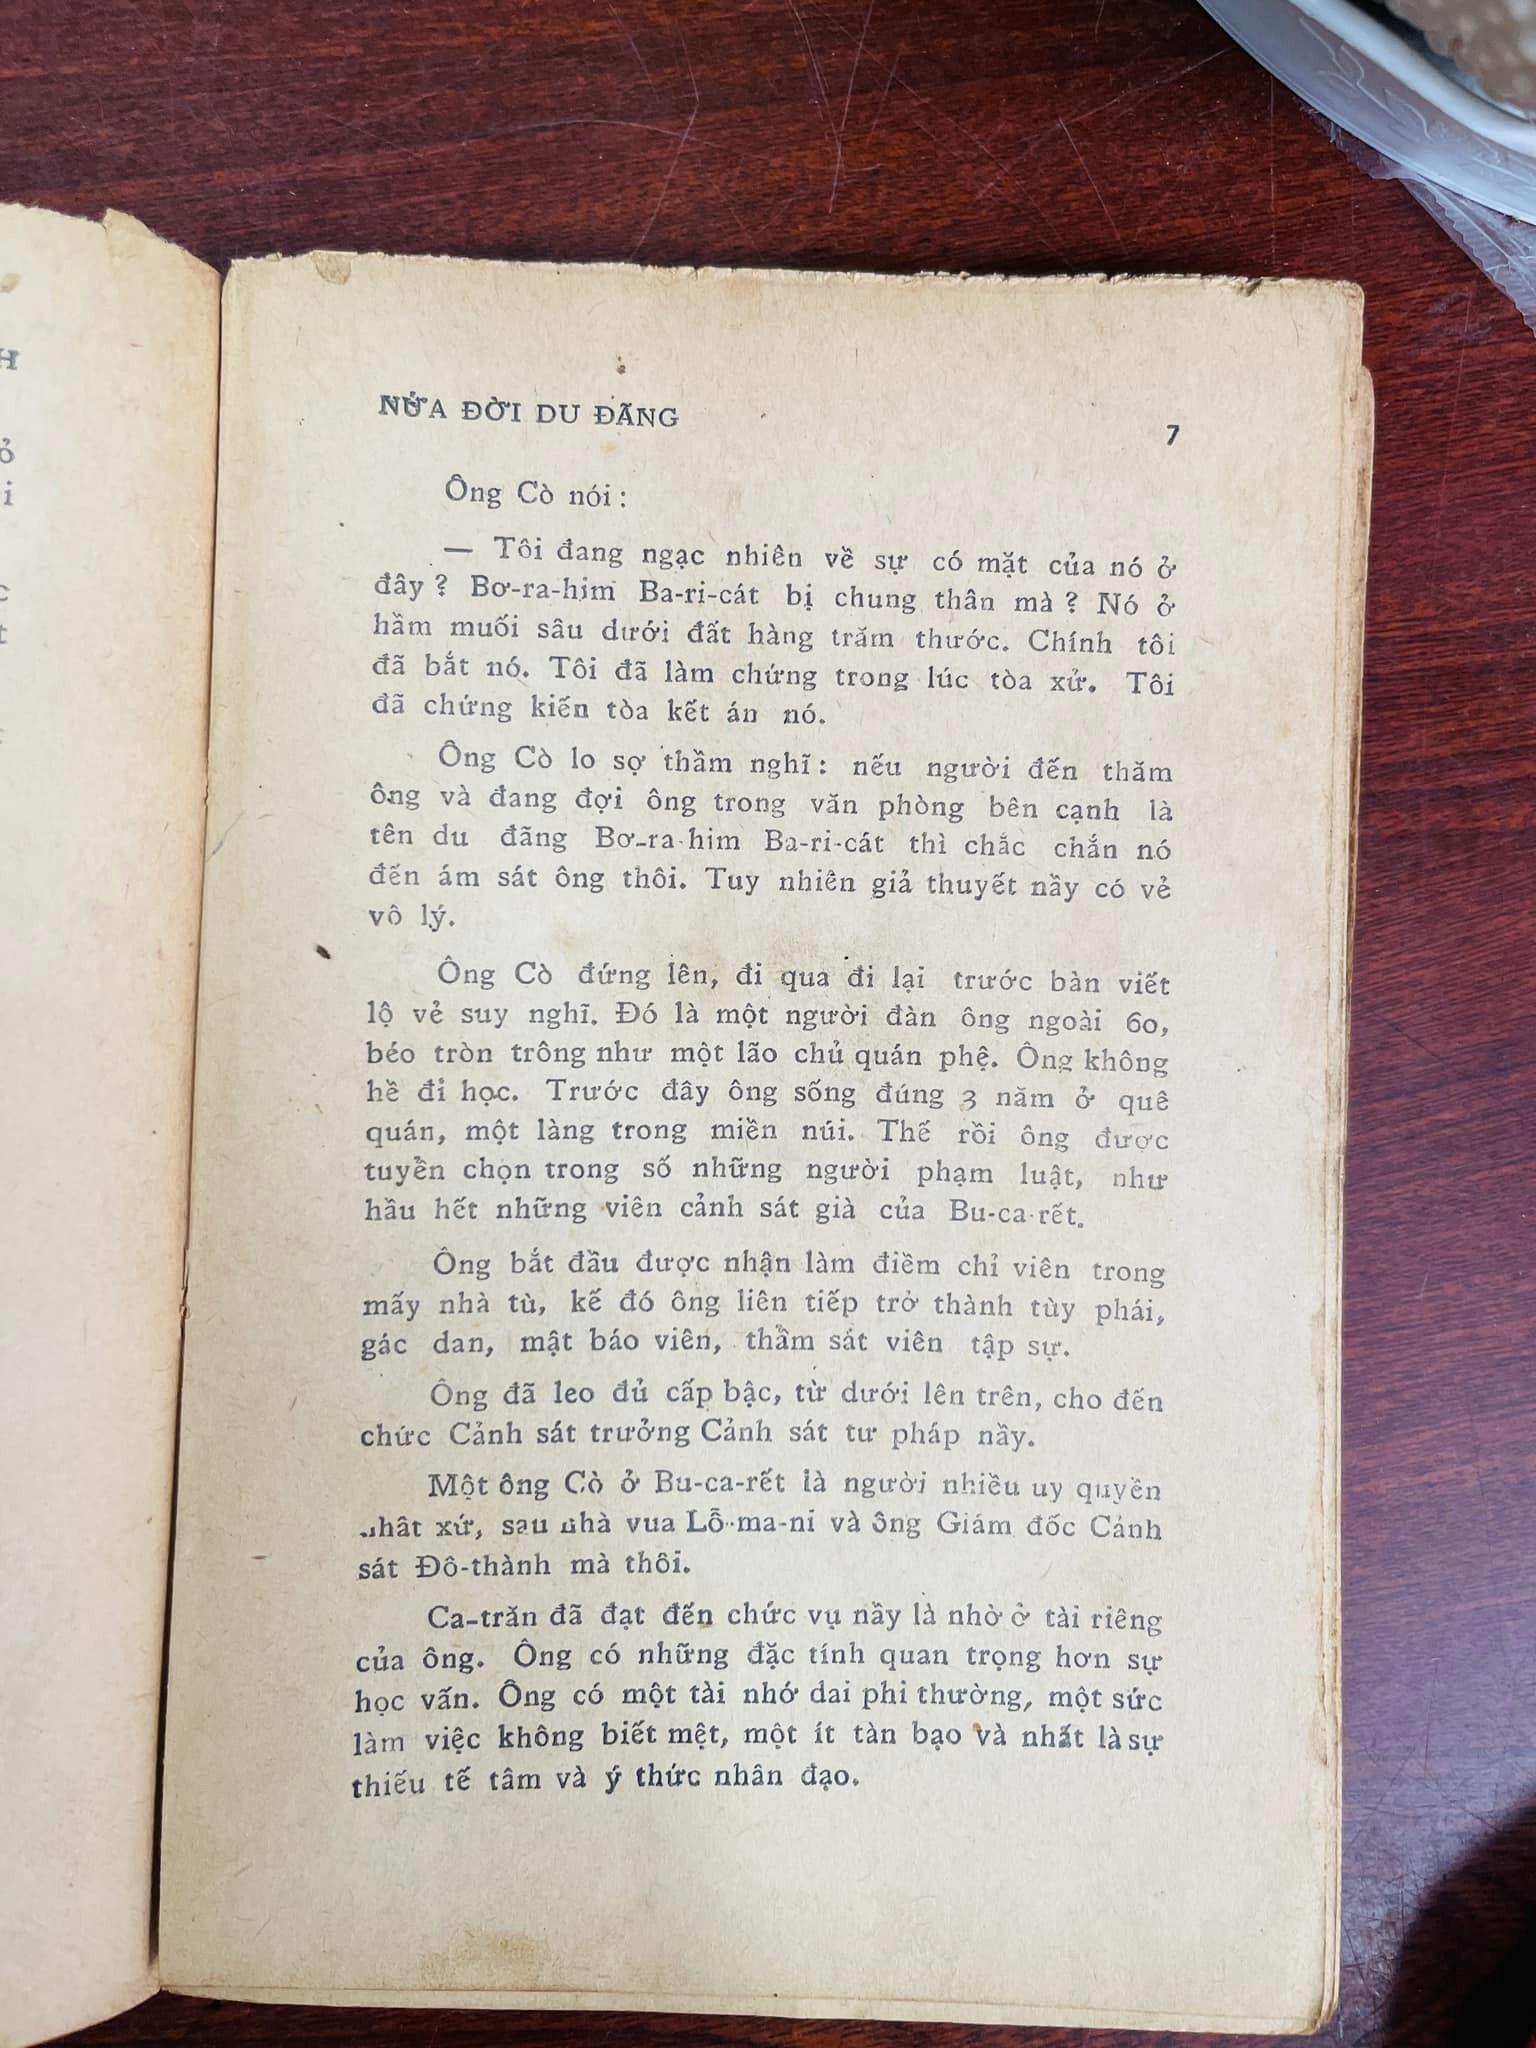 NỬA ĐỜI DU ĐÃNG
7
Ông Cò nói :
— Tôi đang ngạc nhiên về sự có mặt của nó ở
đây ? Bơ-ra-him Ba-ri-cát bị chung thân mà ? Nó ở
hầm muối sâu dưới đất hàng trăm thước. Chính tôi
đã bắt nó. Tôi đã làm chứng trong lúc tòa xử. Tôi
đã chứng kiến tòa kết án nó.
Ông Cò lo sợ thầm nghĩ : nếu người đến thăm
ông và đang đợi ông trong văn phòng bên cạnh là
tên du đãng Bơ-ra-him Ba-ri-cát thì chắc chắn nó
đến ám sát ông thôi. Tuy nhiên giả thuyết nầy có vẻ
vô lý.
Ông Cò đứng lên, đi qua đi lại trước bàn viết
lộ vẻ suy nghĩ. Đó là một người đàn ông ngoài 60,
béo tròn trông như một lão chủ quán phệ. Ông không
hề đi học. Trước đây ông sống đúng 3 năm ở quê
quán, một làng trong miền núi. Thế rồi ông được
tuyển chọn trong số những người phạm luật, như
hầu hết những viên cảnh sát già của Bu-ca-rét.
Ông bắt đầu được nhận làm điềm chỉ viên trong
mấy nhà tù, kế đó ông liên tiếp trở thành tùy phái,
gác dan, mật báo viên, thẩm sát viên tập sự.
Ông đã leo đủ cấp bậc, từ dưới lên trên, cho đến
chức Cảnh sát trưởng Cảnh sát tư pháp nầy.
Một ông Cò ở Bu-ca-rét là người nhiều uy quyền
nhât xứ, sau nhà vua Lỗ-ma-ni và ông Giám đốc Cảnh
sát Đô-thành mà thôi.
Ca-trăn đã đạt đến chức vụ nầy là nhờ ở tài riêng
của ông. Ông có những đặc tính quan trọng hơn sự
học vấn. Ông có một tài nhớ dai phi thường, một sức
làm việc không biết mệt, một ít tàn bạo và nhất là sự
thiếu tế tâm và ý thức nhân đạo.